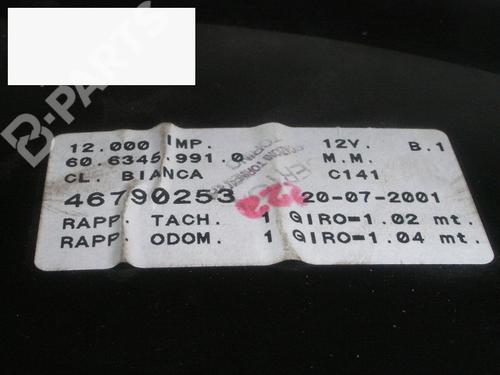 B-PARTS
12.000 IMP. 12V. B.1
60.6345.991.0 M.M.
CL. BIANCA C141
46790253 20-07-2001
RAPP. TACH. 1 GIRO=1.02 mt.
RAPP. ODOM. 1 GIRO=1.04 mt.